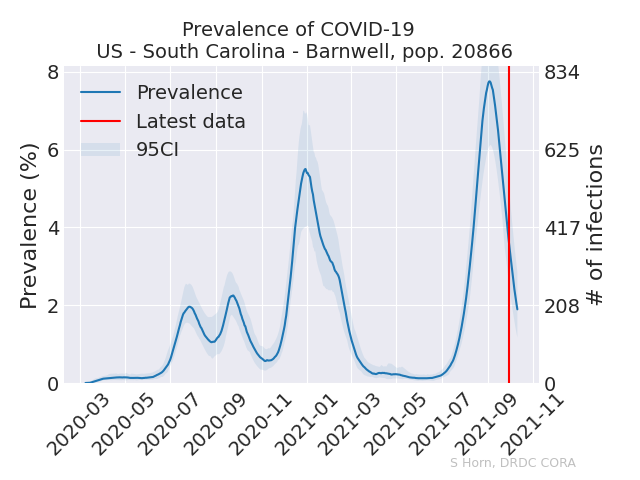 Prevalence of COVID-19
US - South Carolina - Barnwell, pop. 20866
Prevalence
Latest data
95CI
Prevalence (%)
8
6
4
2
0
834
625
417
208
0
# of infections
2020-03
2020-05
2020-07
2020-09
2020-11
2021-01
2021-03
2021-05
2021-07
2021-09
2021-11
S Horn, DRDC CORA